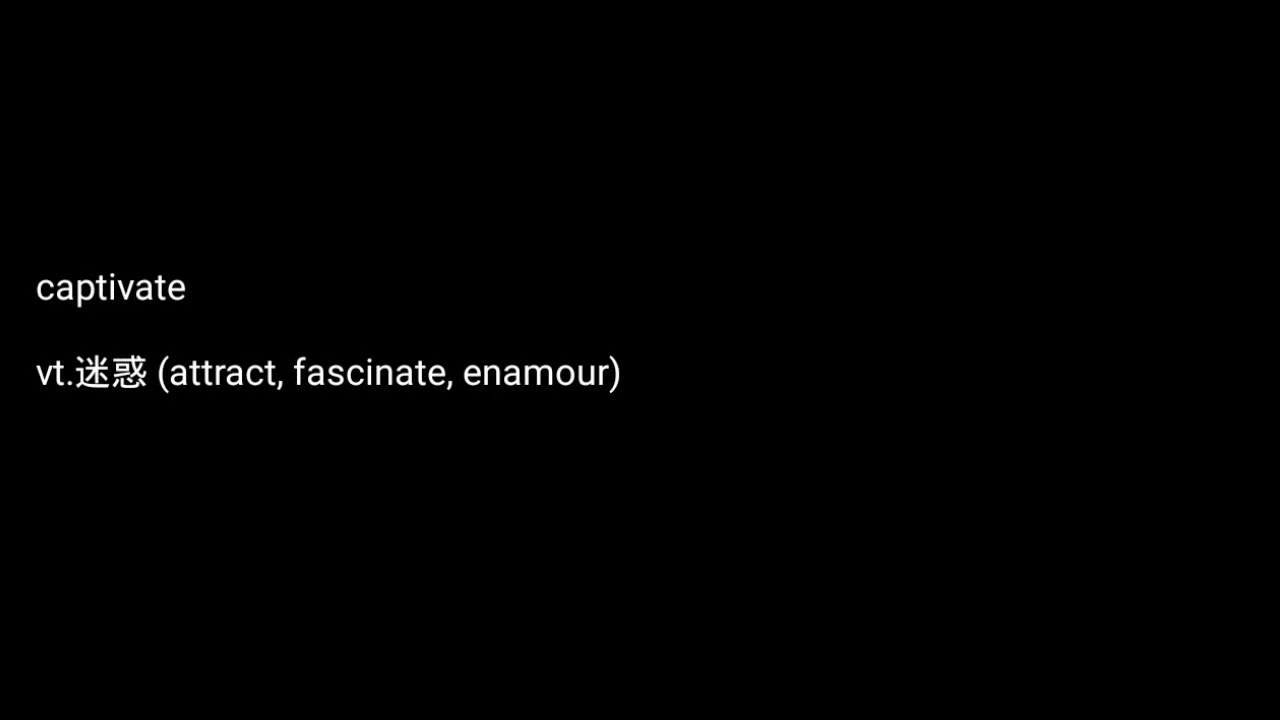 captivate
vt.迷惑 (attract, fascinate, enamour)